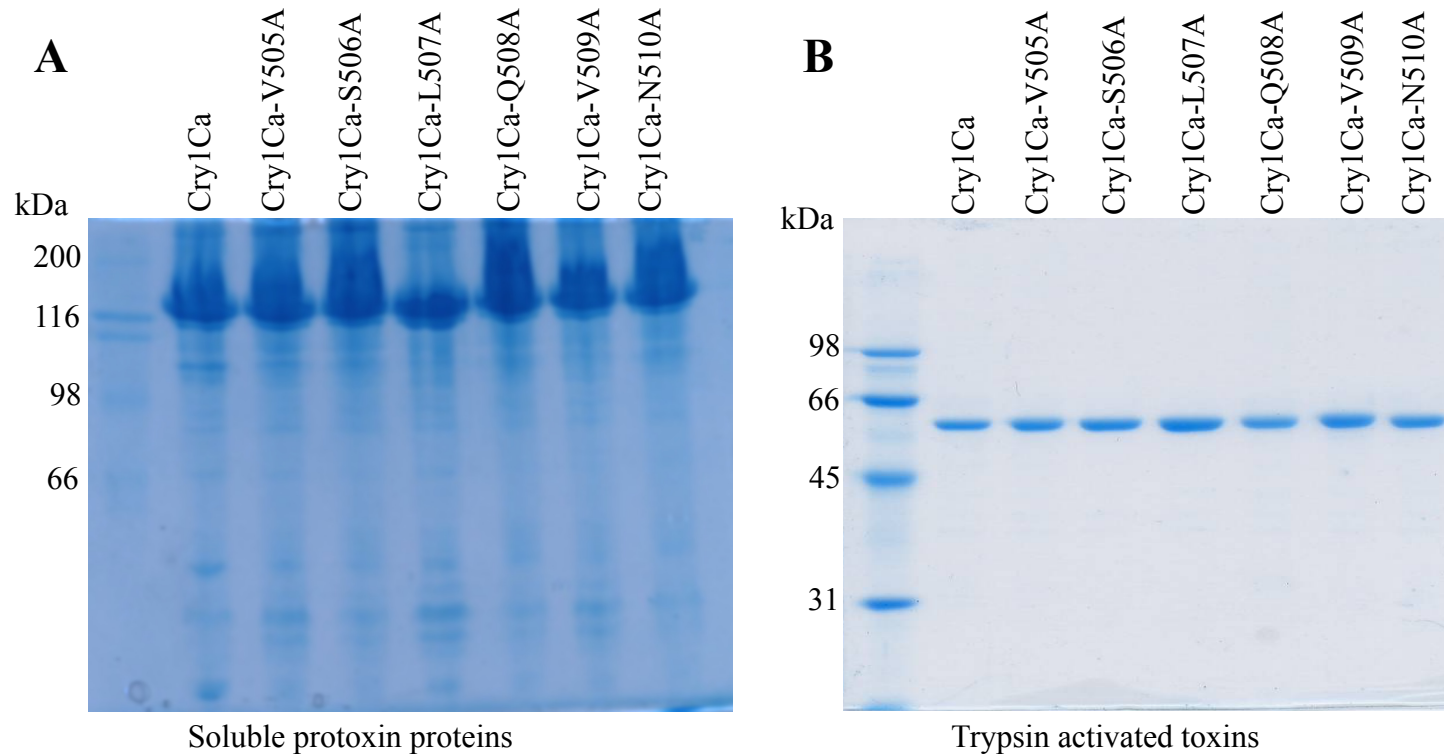 A
Cry1Ca
Cry1Ca-V505A
Cry1Ca-S506A
Cry1Ca-L507A
Cry1Ca-Q508A
Cry1Ca-V509A
Cry1Ca-N510A
kDa
200
116
98
66
Soluble protoxin proteins
B
Cry1Ca
Cry1Ca-V505A
Cry1Ca-S506A
Cry1Ca-L507A
Cry1Ca-Q508A
Cry1Ca-V509A
Cry1Ca-N510A
kDa
98
66
45
31
Trypsin activated toxins